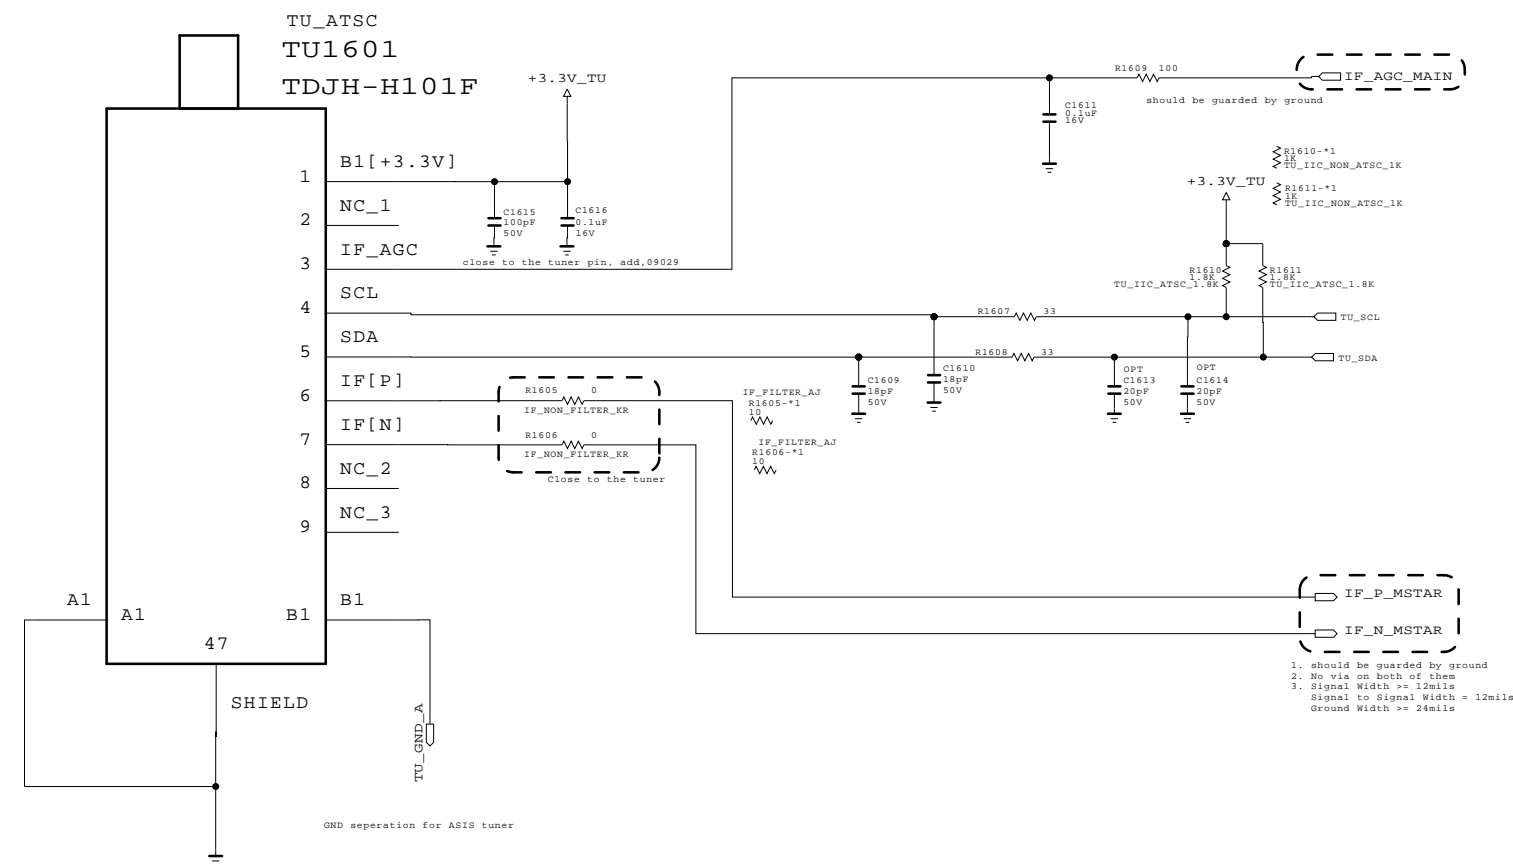 TU_ATSC
TU1601
TDJH-H101F
+3.3V_TU
B1[+3.3V]
1
NC_1
2
IF_AGC
3
SCL
4
SDA
5
IF[P]
6
IF[N]
7
NC_2
8
NC_3
9
A1
A1
B1
B1
47
SHIELD
TU_GND_A
GND seperation for ASIS tuner
C1615
100pF
50V
C1616
0.1uF
16V
close to the tuner pin, add,09029
R1605 0
IF_NON_FILTER_KR
R1606 0
IF_NON_FILTER_KR
Close to the tuner
IF_FILTER_AJ
R1605-*1
10
IF_FILTER_AJ
R1606-*1
10
C1611
0.1uF
16V
R1609 100
IF_AGC_MAIN
should be guarded by ground
R1610-*1
1K
TU_IIC_NON_ATSC_1K
R1611-*1
1K
TU_IIC_NON_ATSC_1K
+3.3V_TU
R1610
1.8K
TU_IIC_ATSC_1.8K
R1611
1.8K
TU_IIC_ATSC_1.8K
R1607 33
TU_SCL
R1608 33
TU_SDA
C1609
18pF
50V
C1610
18pF
50V
OPT
C1613
20pF
50V
OPT
C1614
20pF
50V
IF_P_MSTAR
IF_N_MSTAR
1. should be guarded by ground
2. No via on both of them
3. Signal Width >= 12mils
Signal to Signal Width = 12mils
Ground Width >= 24mils